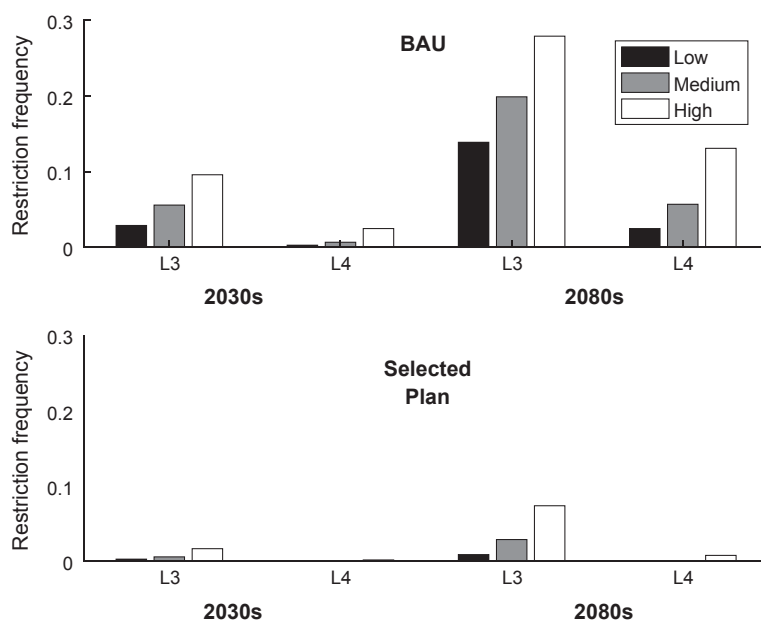 0.3
BAU
Low
Medium
High
0.2
0.1
0
Restriction frequency
L3
L4
L3
L4
2030s
2080s
0.3
Selected
Plan
0.2
0.1
0
Restriction frequency
L3
L4
L3
L4
2030s
2080s